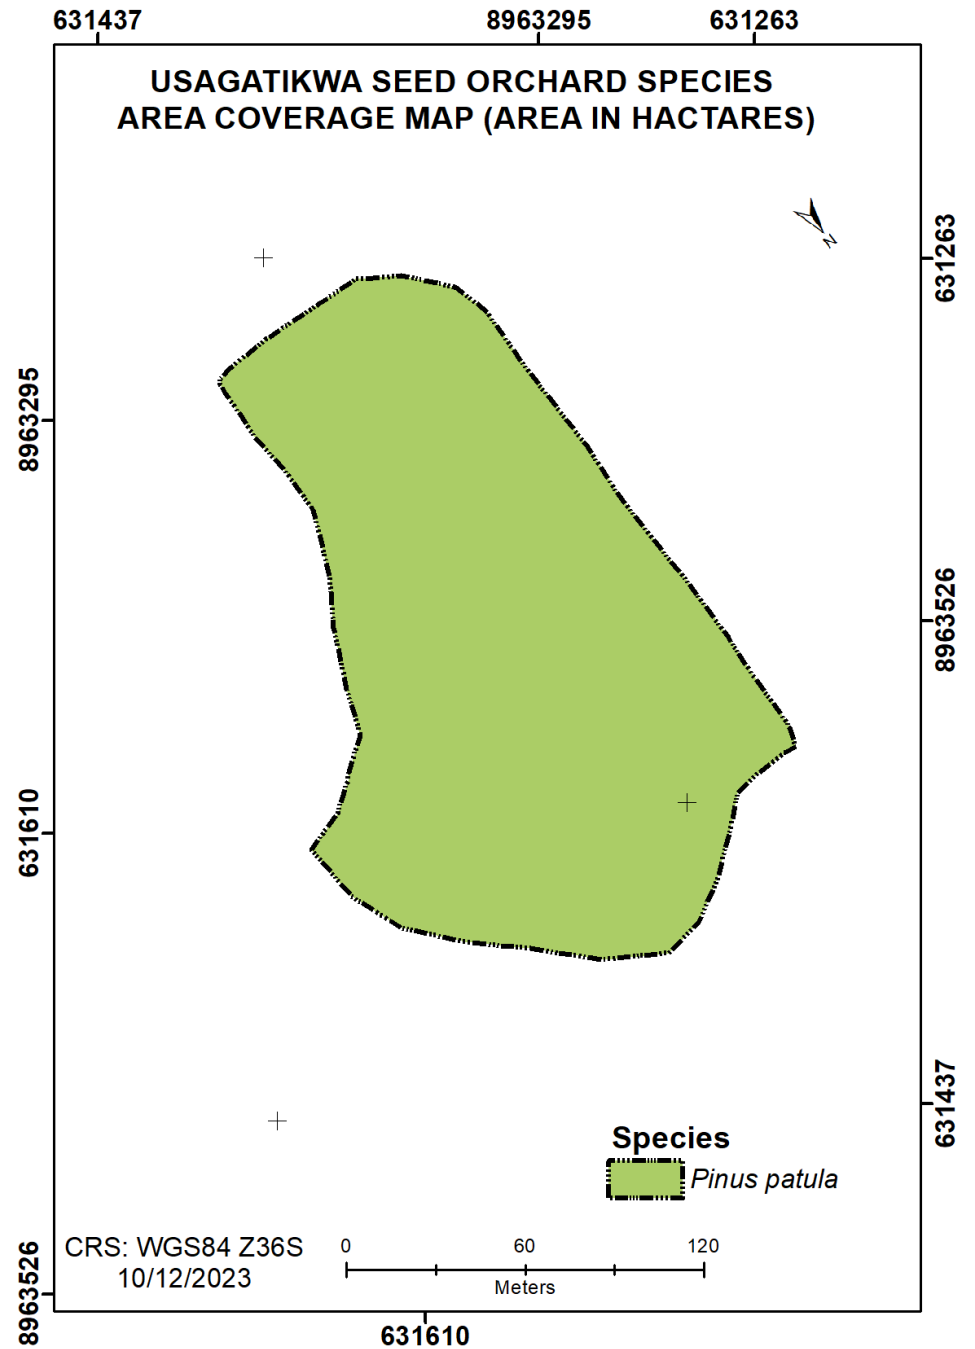 631437
8963295
631263
USAGATIKWA SEED ORCHARD SPECIES
AREA COVERAGE MAP (AREA IN HACTARES)
N
631263
8963295
8963526
631610
631437
Species
Pinus patula
CRS: WGS84 Z36S
10/12/2023
0
60
120
Meters
8963526
631610